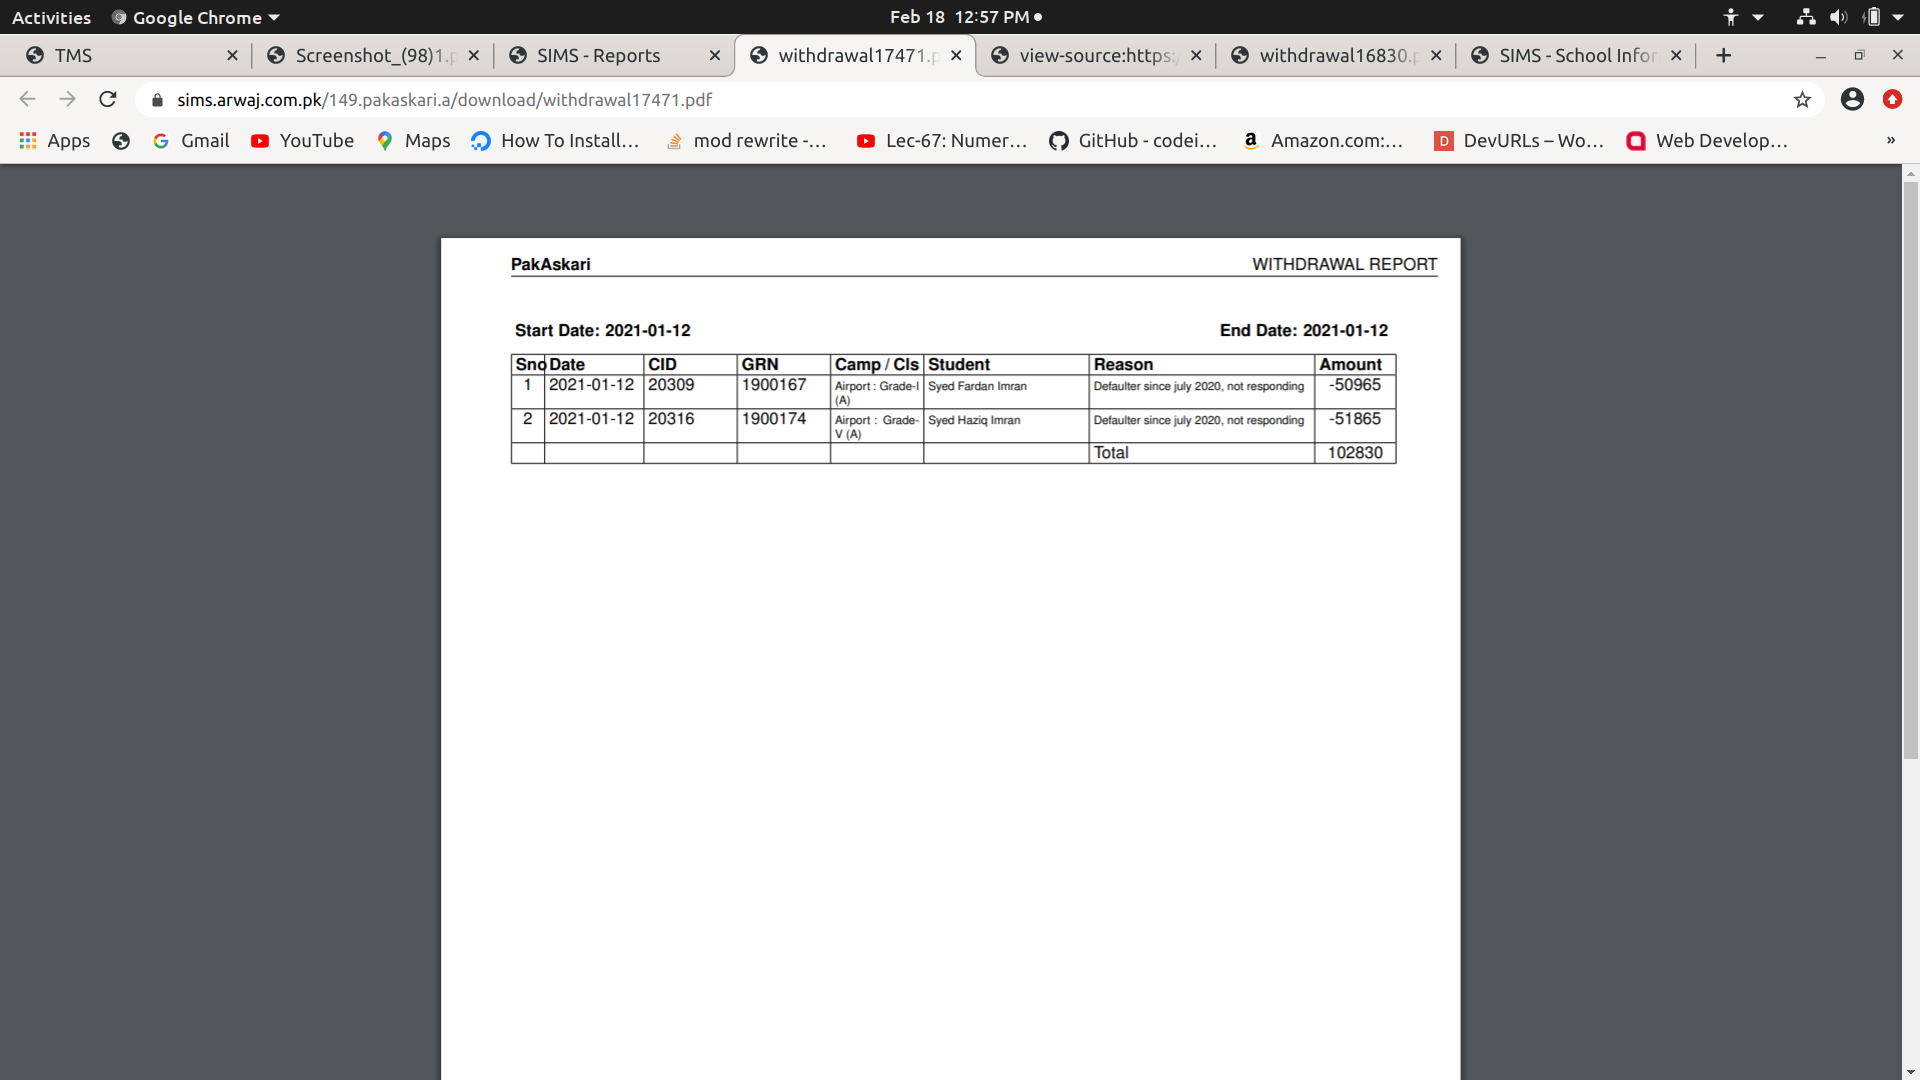 Activities Google Chrome Feb 18 12:57 PM
TMS Screenshot_(98)1.p SIMS - Reports withdrawal17471.p view-source:https:/ withdrawal16830.p SIMS - School Infor
sims.arwaj.com.pk/149.pakaskari.a/download/withdrawal17471.pdf
Apps Gmail YouTube Maps How To Install... mod rewrite -... Lec-67: Numer... GitHub - codei... a Amazon.com:... D DevURLs – Wo... Web Develop... »
PakAskari WITHDRAWAL REPORT
Start Date: 2021-01-12 End Date: 2021-01-12
Sno Date CID GRN Camp / Cls Student Reason Amount
1 2021-01-12 20309 1900167 Airport : Grade-I Syed Fardan Imran Defaulter since july 2020, not responding -50965
(A)
2 2021-01-12 20316 1900174 Airport : Grade- Syed Haziq Imran Defaulter since july 2020, not responding -51865
V (A)
Total 102830